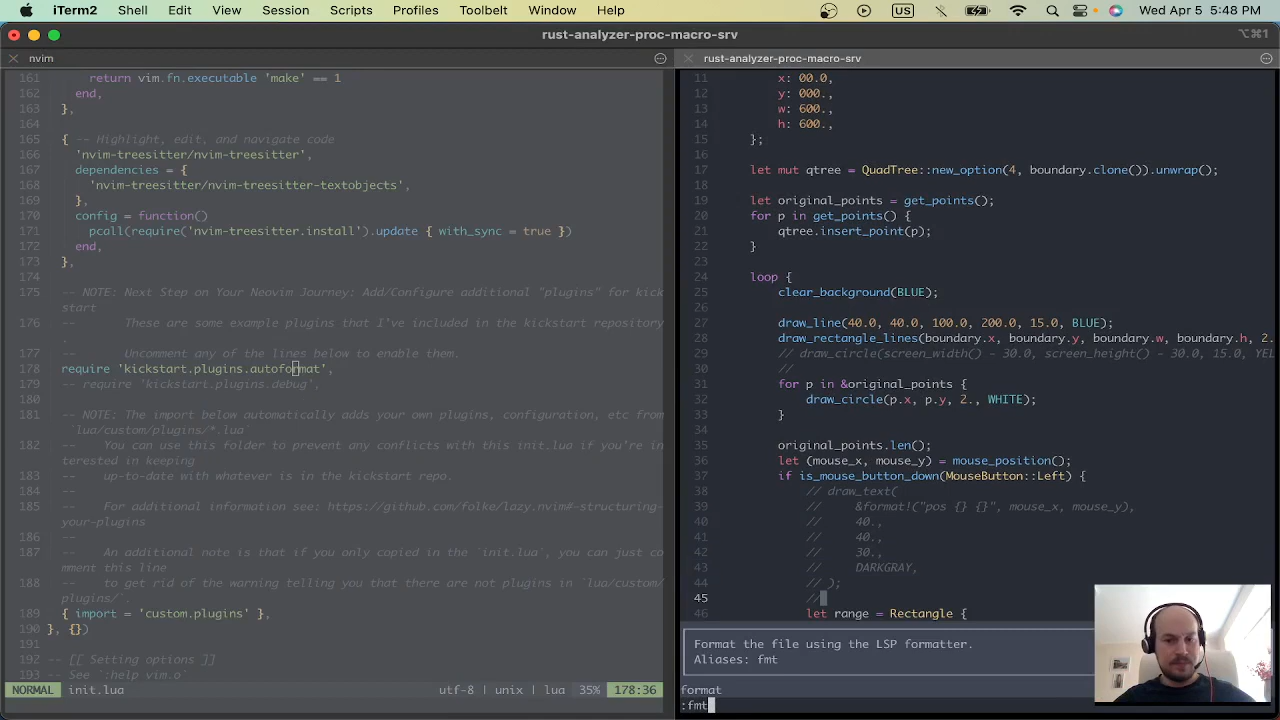 iTerm2 Shell Edit View Session Scripts Profiles Toolbelt Window Help US Wed Apr 5 5:48 PM
rust-analyzer-proc-macro-srv ⌥⌘1
nvim
161 return vim.fn.executable 'make' == 1
162 end,
163 },
164
165 { -- Highlight, edit, and navigate code
166 'nvim-treesitter/nvim-treesitter',
167 dependencies = {
168 'nvim-treesitter/nvim-treesitter-textobjects',
169 },
170 config = function()
171 pcall(require('nvim-treesitter.install').update { with_sync = true })
172 end,
173 },
174
175 -- NOTE: Next Step on Your Neovim Journey: Add/Configure additional "plugins" for kick
start
176 -- These are some example plugins that I've included in the kickstart repository
.
177 -- Uncomment any of the lines below to enable them.
178 require 'kickstart.plugins.autoformat',
179 -- require 'kickstart.plugins.debug',
180
181 -- NOTE: The import below automatically adds your own plugins, configuration, etc from
`lua/custom/plugins/*.lua`
182 -- You can use this folder to prevent any conflicts with this init.lua if you're in
terested in keeping
183 -- up-to-date with whatever is in the kickstart repo.
184 --
185 -- For additional information see: https://github.com/folke/lazy.nvim#-structuring-
your-plugins
186 --
187 -- An additional note is that if you only copied in the `init.lua`, you can just co
mment this line
188 -- to get rid of the warning telling you that there are not plugins in `lua/custom/
plugins/`.
189 { import = 'custom.plugins' },
190 }, {})
191
192 -- [[ Setting options ]]
193 -- See `:help vim.o`
NORMAL init.lua utf-8 | unix | lua 35% 178:36
rust-analyzer-proc-macro-srv
11 x: 00.0,
12 y: 000.,
13 w: 600.,
14 h: 600.,
15 };
16
17 let mut qtree = QuadTree::new_option(4, boundary.clone()).unwrap();
18
19 let original_points = get_points();
20 for p in get_points() {
21 qtree.insert_point(p);
22 }
23
24 loop {
25 clear_background(BLUE);
26
27 draw_line(40.0, 40.0, 100.0, 200.0, 15.0, BLUE);
28 draw_rectangle_lines(boundary.x, boundary.y, boundary.w, boundary.h, 2.
29 // draw_circle(screen_width() - 30.0, screen_height() - 30.0, 15.0, YEL
30 //
31 for p in &original_points {
32 draw_circle(p.x, p.y, 2., WHITE);
33 }
34
35 original_points.len();
36 let (mouse_x, mouse_y) = mouse_position();
37 if is_mouse_button_down(MouseButton::Left) {
38 // draw_text(
39 // &format!("pos {} {}", mouse_x, mouse_y),
40 // 40.,
41 // 40.,
42 // 30.,
43 // DARKGRAY,
44 // );
45 //
46 let range = Rectangle {
Format the file using the LSP formatter.
Aliases: fmt
format
:fmt